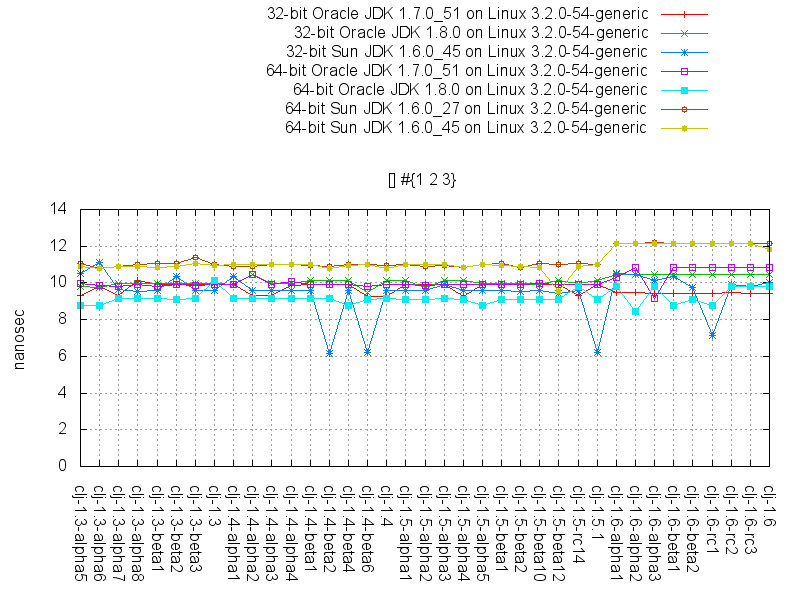 32-bit Oracle JDK 1.7.0_51 on Linux 3.2.0-54-generic
32-bit Oracle JDK 1.8.0 on Linux 3.2.0-54-generic
32-bit Sun JDK 1.6.0_45 on Linux 3.2.0-54-generic
64-bit Oracle JDK 1.7.0_51 on Linux 3.2.0-54-generic
64-bit Oracle JDK 1.8.0 on Linux 3.2.0-54-generic
64-bit Sun JDK 1.6.0_27 on Linux 3.2.0-54-generic
64-bit Sun JDK 1.6.0_45 on Linux 3.2.0-54-generic
[] #{1 2 3}
14
12
10
8
6
4
2
0
nanosec
clj-1.3-alpha5
clj-1.3-alpha6
clj-1.3-alpha7
clj-1.3-alpha8
clj-1.3-beta1
clj-1.3-beta2
clj-1.3-beta3
clj-1.3
clj-1.4-alpha1
clj-1.4-alpha2
clj-1.4-alpha3
clj-1.4-alpha4
clj-1.4-beta1
clj-1.4-beta2
clj-1.4-beta4
clj-1.4-beta6
clj-1.4
clj-1.5-alpha1
clj-1.5-alpha2
clj-1.5-alpha3
clj-1.5-alpha4
clj-1.5-alpha5
clj-1.5-beta1
clj-1.5-beta2
clj-1.5-beta10
clj-1.5-beta12
clj-1.5-rc14
clj-1.5.1
clj-1.6-alpha1
clj-1.6-alpha2
clj-1.6-alpha3
clj-1.6-beta1
clj-1.6-beta2
clj-1.6-rc1
clj-1.6-rc2
clj-1.6-rc3
clj-1.6